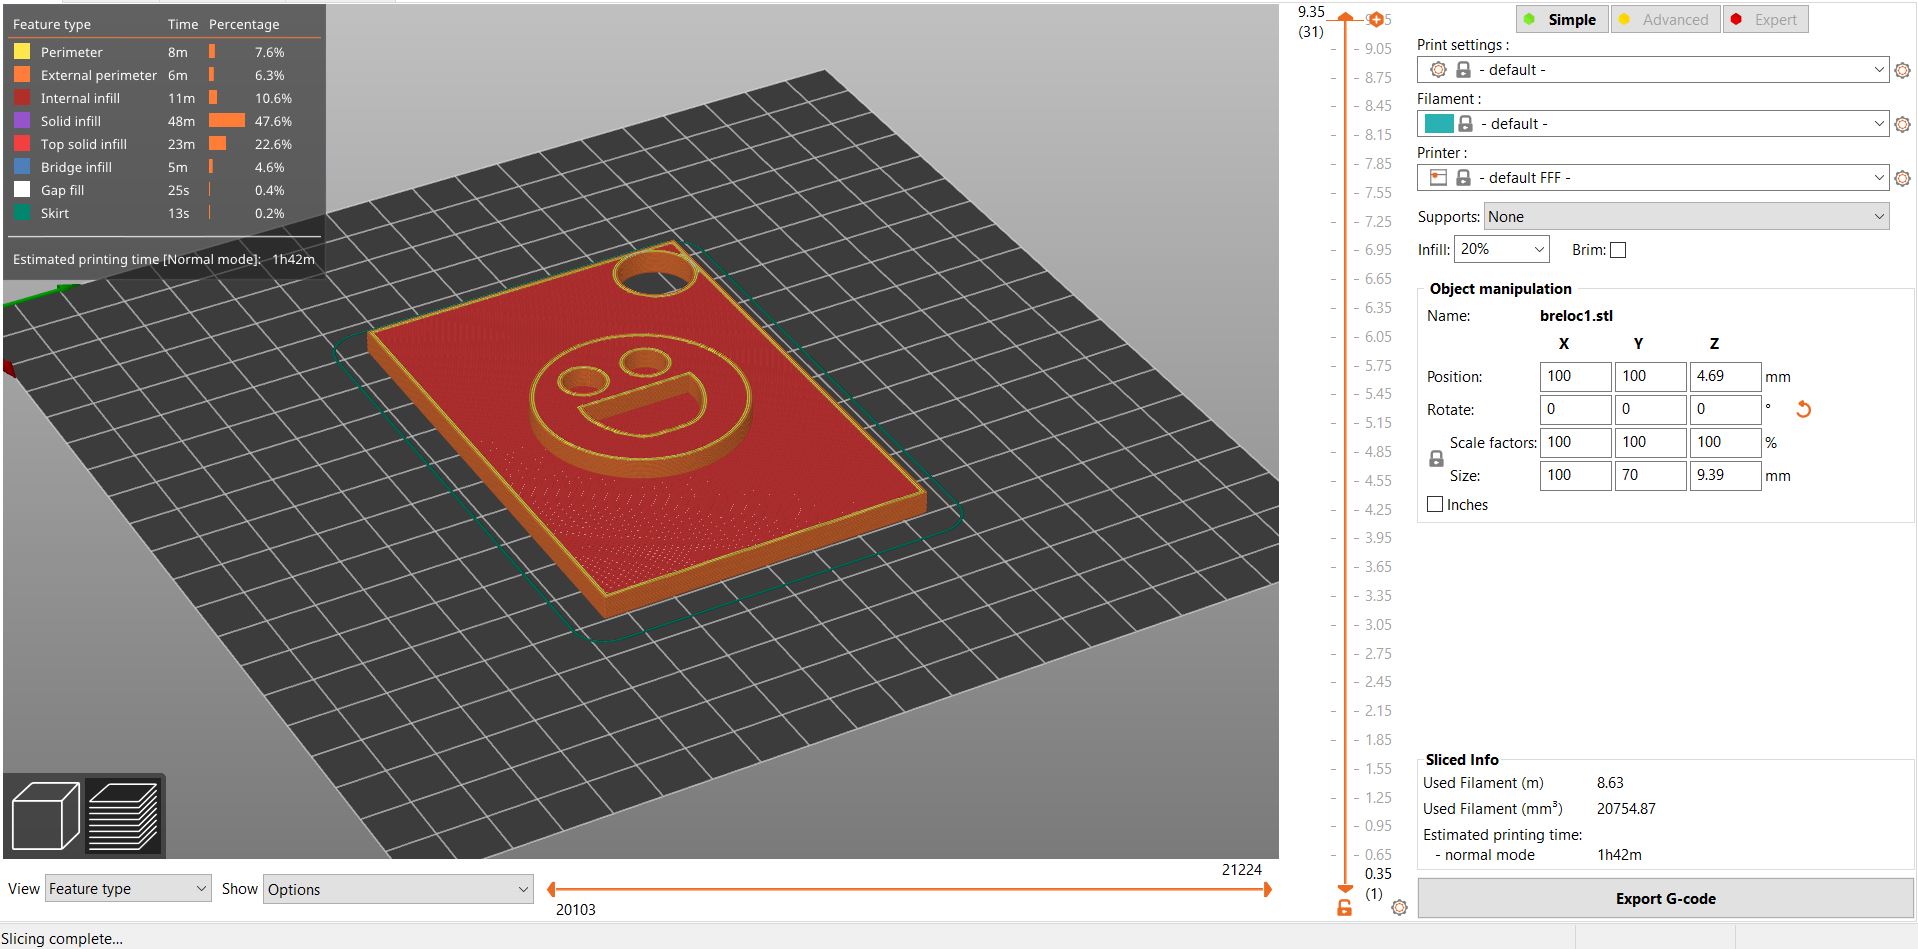 Feature type Time Percentage
Perimeter 8m 7.6%
External perimeter 6m 6.3%
Internal infill 11m 10.6%
Solid infill 48m 47.6%
Top solid infill 23m 22.6%
Bridge infill 5m 4.6%
Gap fill 25s 0.4%
Skirt 13s 0.2%
Estimated printing time [Normal mode]: 1h42m
View Feature type Show Options
21224
20103
Slicing complete...
9.35
(31)
9.05
8.75
8.45
8.15
7.85
7.55
7.25
6.95
6.65
6.35
6.05
5.75
5.45
5.15
4.85
4.55
4.25
3.95
3.65
3.35
3.05
2.75
2.45
2.15
1.85
1.55
1.25
0.95
0.65
0.35
(1)
Simple Advanced Expert
Print settings :
- default -
Filament :
- default -
Printer :
- default FFF -
Supports: None
Infill: 20% Brim:
Object manipulation
Name: breloc1.stl
X Y Z
Position: 100 100 4.69 mm
Rotate: 0 0 0 °
Scale factors: 100 100 100 %
Size: 100 70 9.39 mm
Inches
Sliced Info
Used Filament (m) 8.63
Used Filament (mm³) 20754.87
Estimated printing time:
- normal mode 1h42m
Export G-code